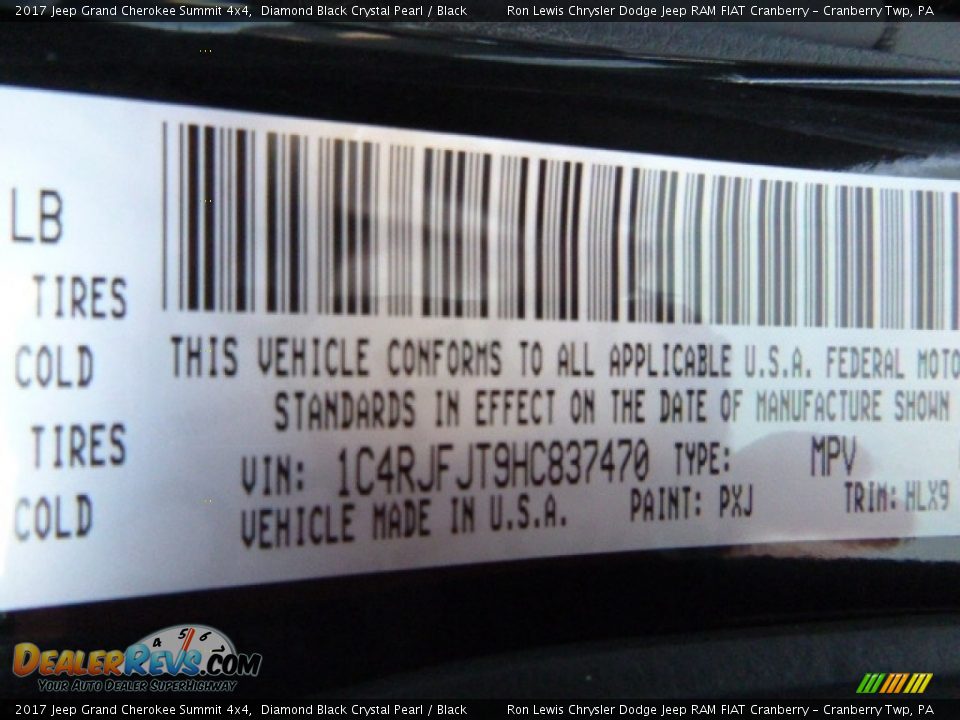 2017 Jeep Grand Cherokee Summit 4x4,  Diamond Black Crystal Pearl / Black     Ron Lewis Chrysler Dodge Jeep RAM FIAT Cranberry – Cranberry Twp, PA
LB
TIRES
COLD
TIRES
COLD
THIS VEHICLE CONFORMS TO ALL APPLICABLE U.S.A. FEDERAL MOTO
STANDARDS IN EFFECT ON THE DATE OF MANUFACTURE SHOWN
VIN: 1C4RJFJT9HC837470 TYPE: MPV
VEHICLE MADE IN U.S.A. PAINT: PXJ TRIM: HLX9
4 5 6
DEALERREVS.COM
YOUR AUTO DEALER SUPERHIGHWAY
2017 Jeep Grand Cherokee Summit 4x4,  Diamond Black Crystal Pearl / Black     Ron Lewis Chrysler Dodge Jeep RAM FIAT Cranberry – Cranberry Twp, PA